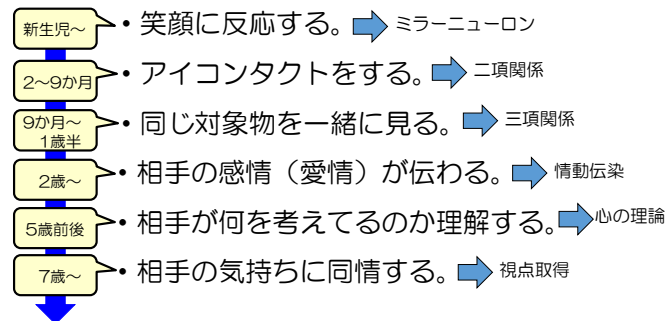 新生児～ ・笑顔に反応する。 ミラーニューロン
2～9か月 ・アイコンタクトをする。 二項関係
9か月～
1歳半 ・同じ対象物を一緒に見る。 三項関係
2歳～ ・相手の感情（愛情）が伝わる。 情動伝染
5歳前後 ・相手が何を考えてるのか理解する。 心の理論
7歳～ ・相手の気持ちに同情する。 視点取得